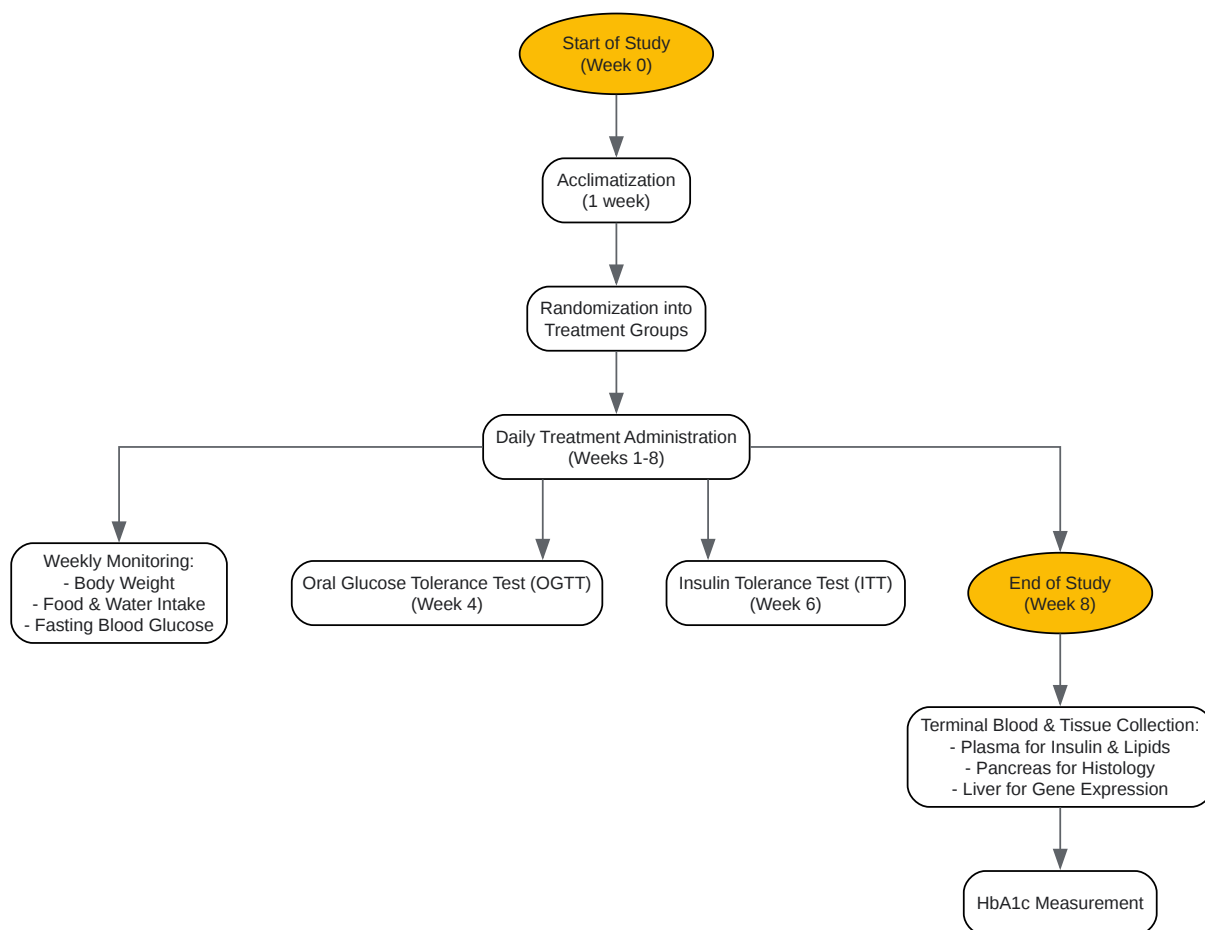 Start of Study
(Week 0)
Acclimatization
(1 week)
Randomization into
Treatment Groups
Daily Treatment Administration
(Weeks 1-8)
Weekly Monitoring:
- Body Weight
- Food & Water Intake
- Fasting Blood Glucose
Oral Glucose Tolerance Test (OGTT)
(Week 4)
Insulin Tolerance Test (ITT)
(Week 6)
End of Study
(Week 8)
Terminal Blood & Tissue Collection:
- Plasma for Insulin & Lipids
- Pancreas for Histology
- Liver for Gene Expression
HbA1c Measurement